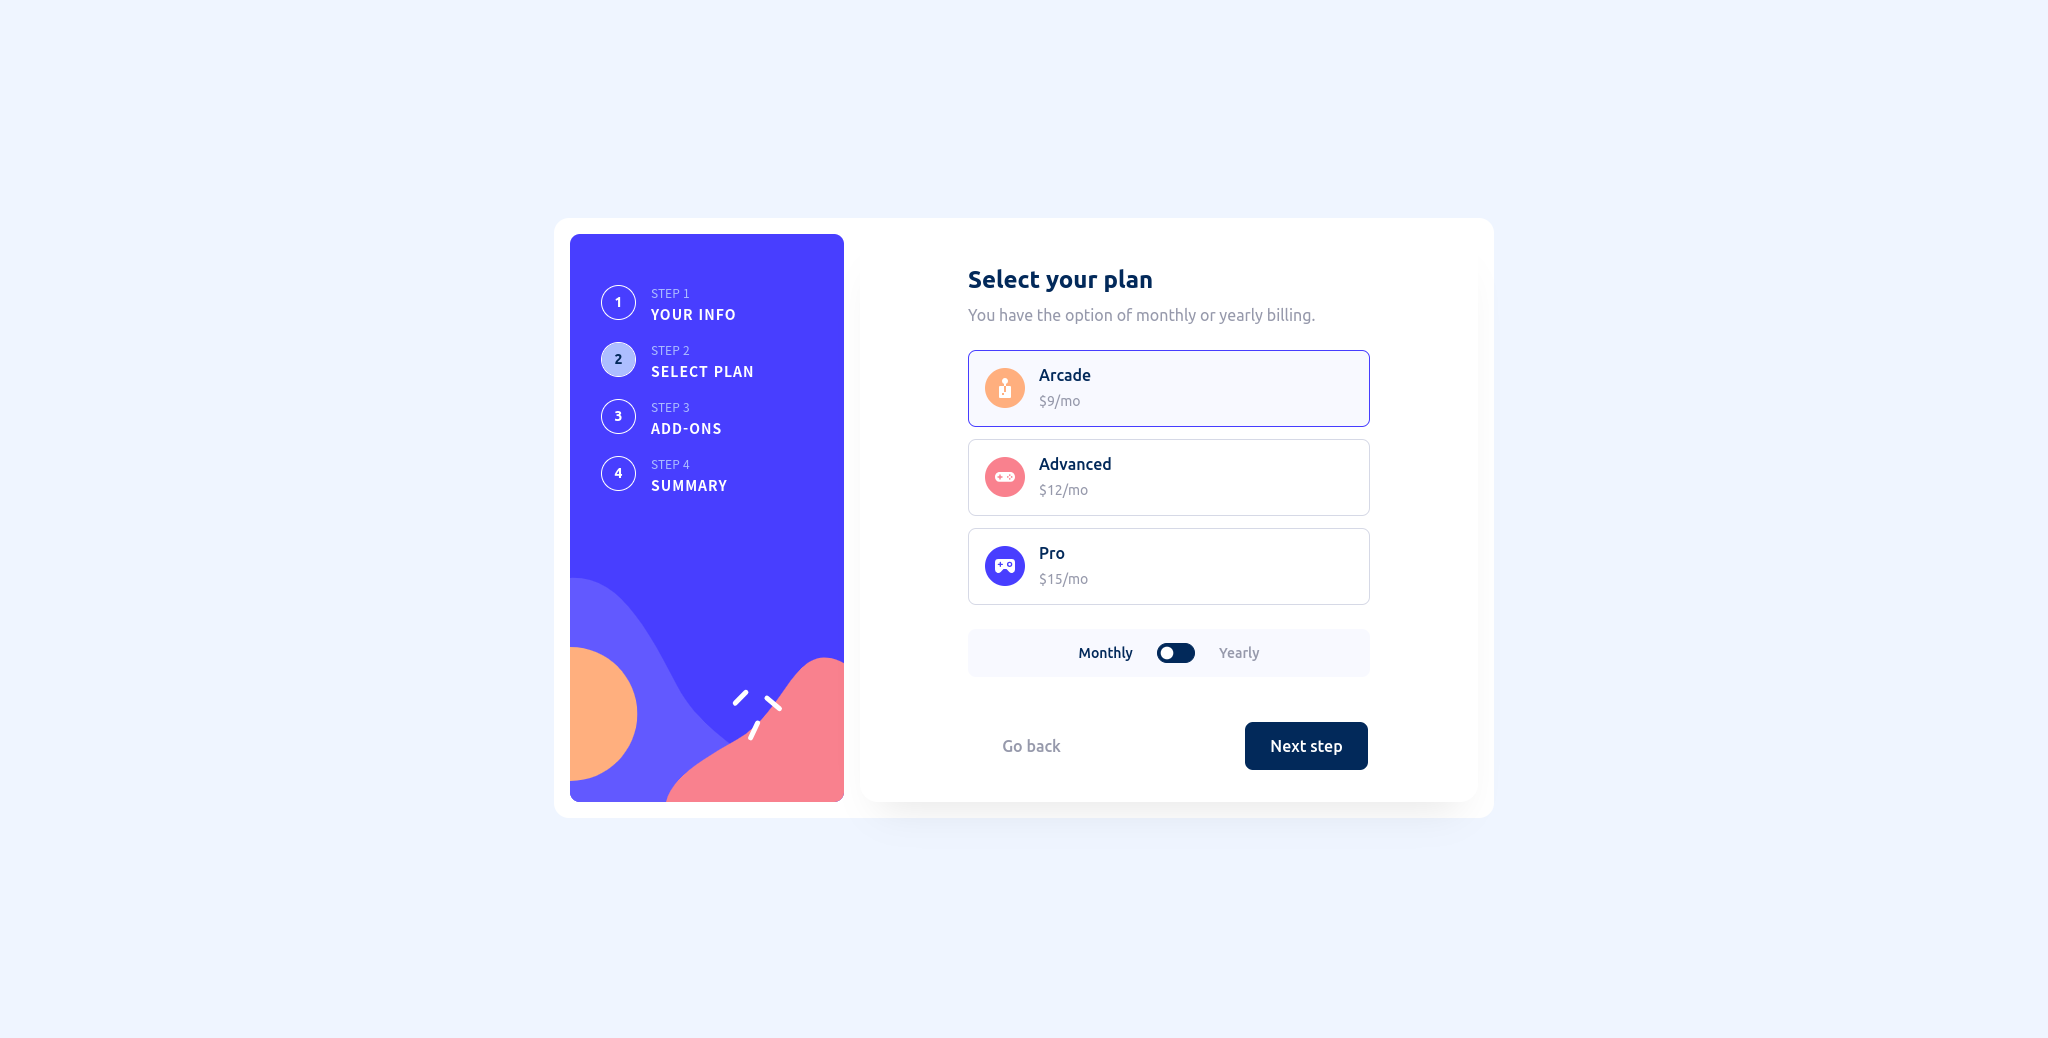 1
STEP 1
YOUR INFO
2
STEP 2
SELECT PLAN
3
STEP 3
ADD-ONS
4
STEP 4
SUMMARY
Select your plan
You have the option of monthly or yearly billing.
Arcade
$9/mo
Advanced
$12/mo
Pro
$15/mo
Monthly Yearly
Go back Next step